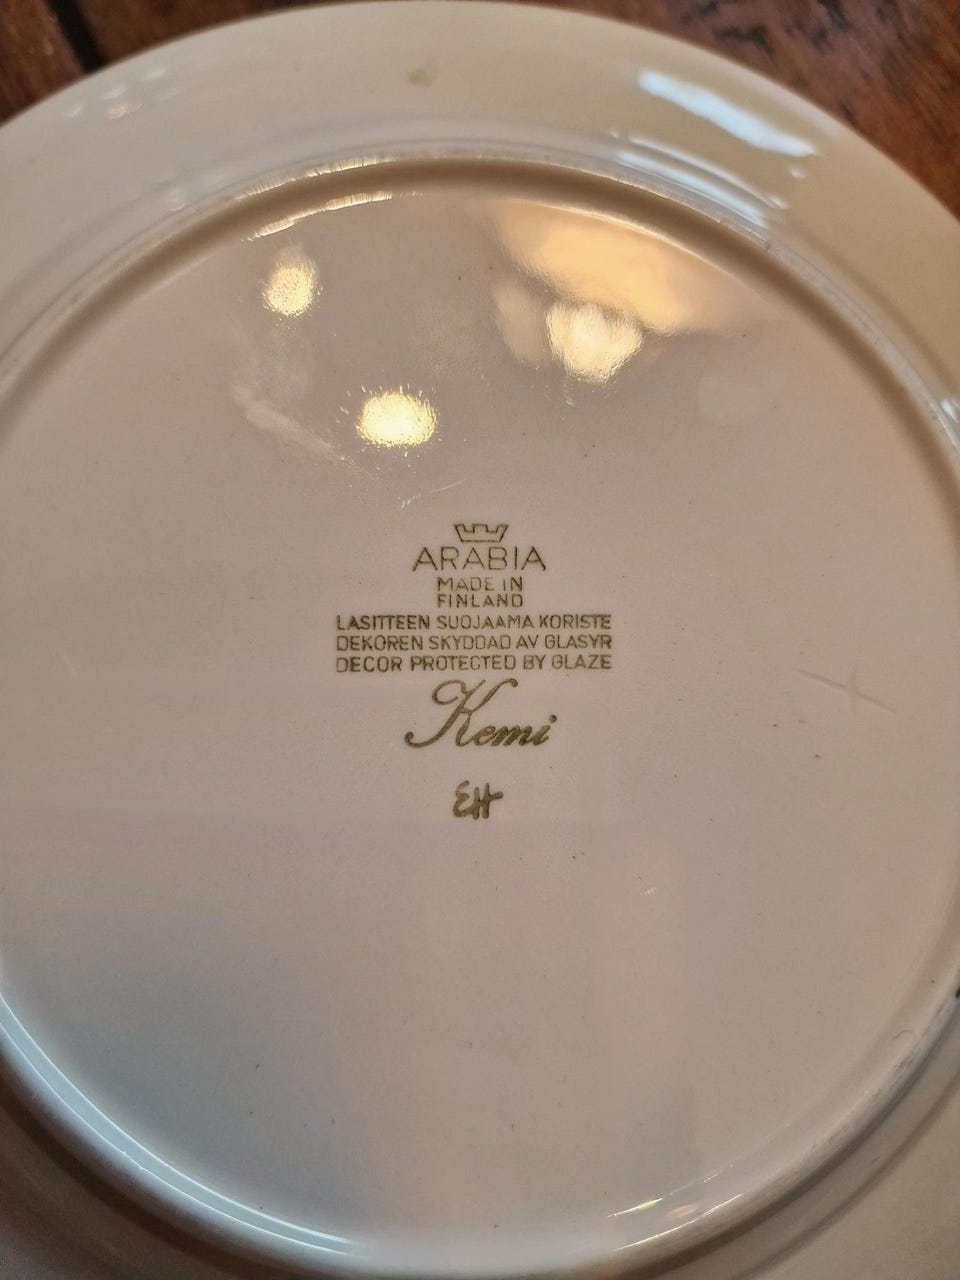 ARABIA
MADE IN
FINLAND
LASITTEEN SUOJAAMA KORISTE
DEKOREN SKYDDAD AV GLASYR
DECOR PROTECTED BY GLAZE
Kemi
EH